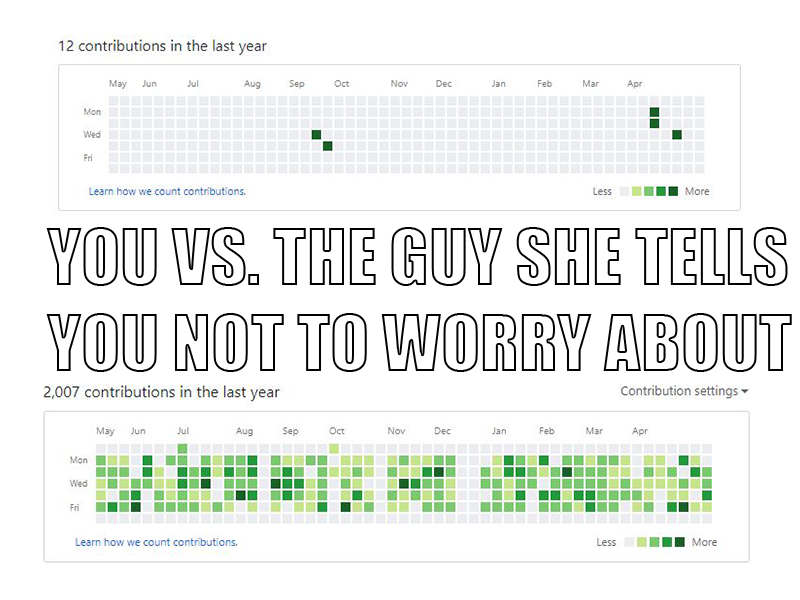 12 contributions in the last year
May Jun Jul Aug Sep Oct Nov Dec Jan Feb Mar Apr
Mon
Wed
Fri
Learn how we count contributions. Less More
YOU VS. THE GUY SHE TELLS
YOU NOT TO WORRY ABOUT
2,007 contributions in the last year Contribution settings
May Jun Jul Aug Sep Oct Nov Dec Jan Feb Mar Apr
Mon
Wed
Fri
Learn how we count contributions. Less More